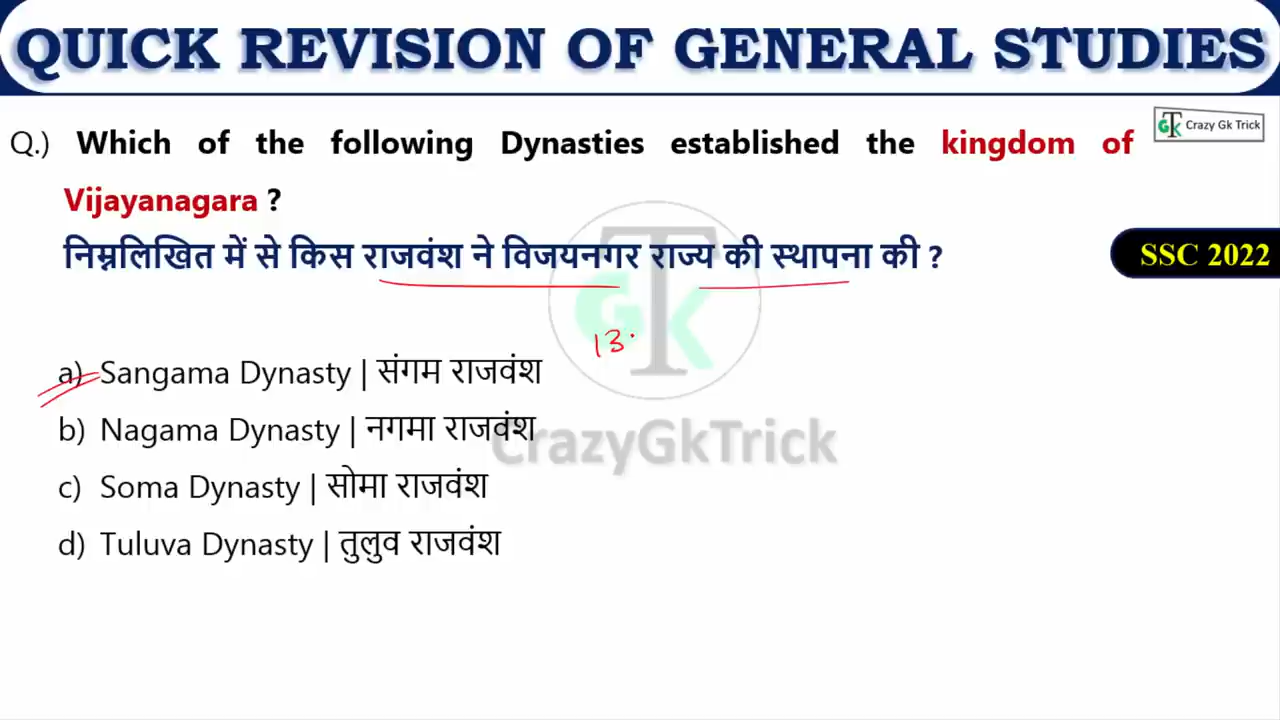 QUICK REVISION OF GENERAL STUDIES
Q.) Which of the following Dynasties established the kingdom of
Crazy Gk Trick
Vijayanagara ?
निम्नलिखित में से किस राजवंश ने विजयनगर राज्य की स्थापना की ?
SSC 2022
13.
a) Sangama Dynasty | संगम राजवंश
b) Nagama Dynasty | नगमा राजवंश
CrazyGkTrick
c) Soma Dynasty | सोमा राजवंश
d) Tuluva Dynasty | तुलुव राजवंश